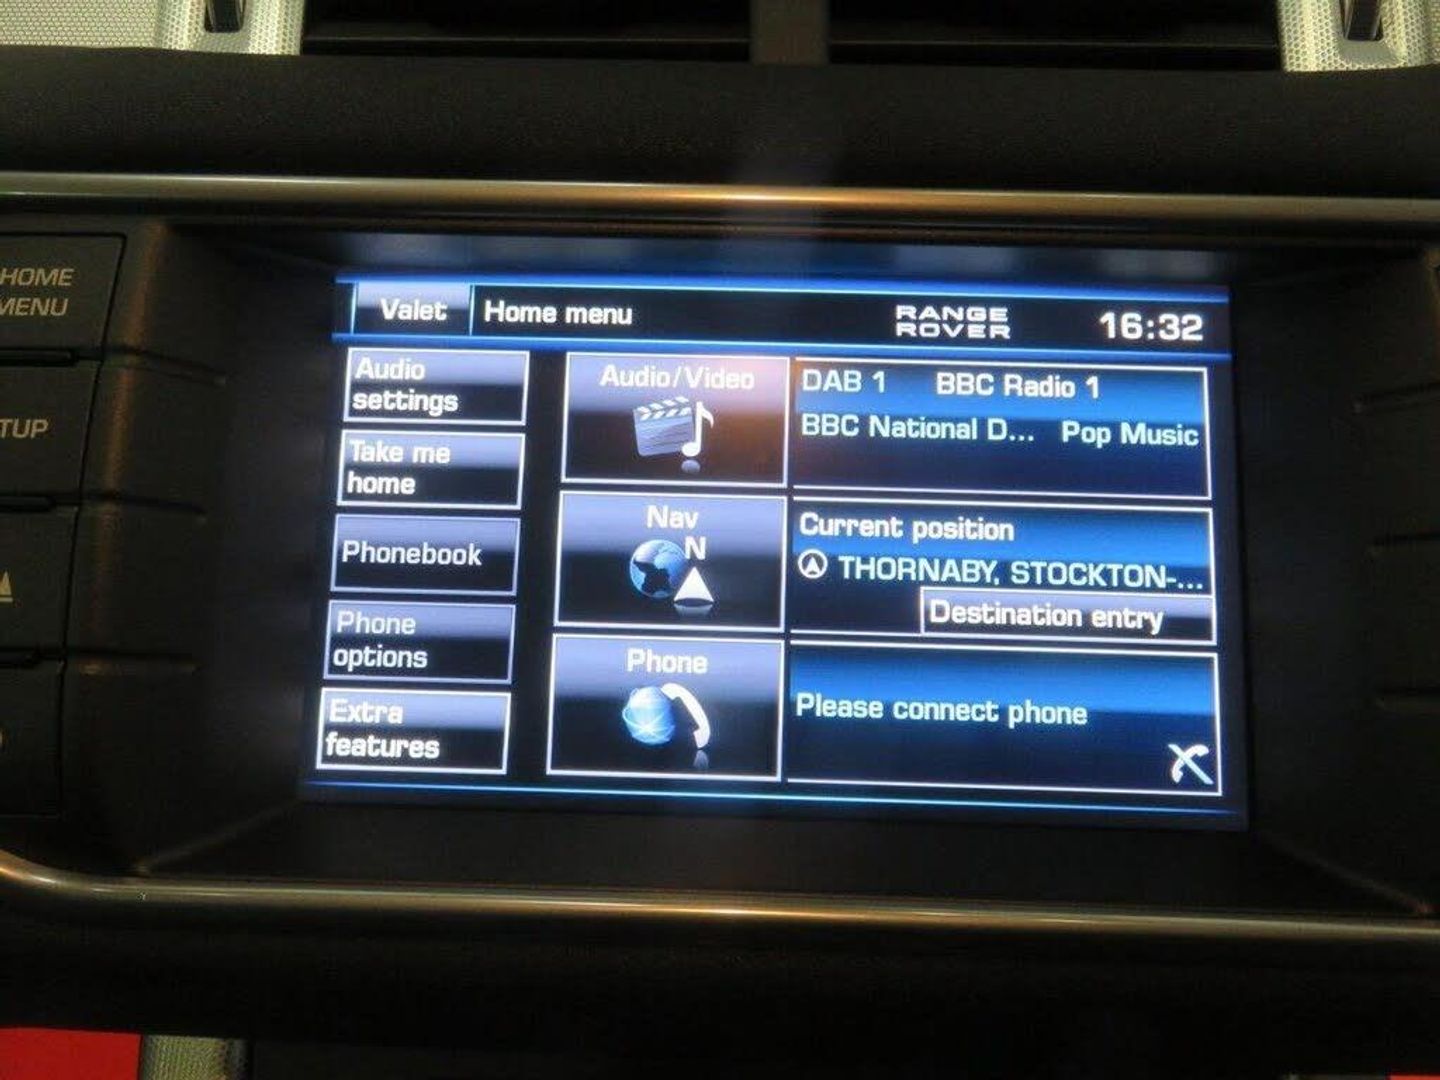 HOME
MENU
Valet
Home menu
RANGE
ROVER
16:32
Audio
settings
Audio/Video
DAB 1 BBC Radio 1
BBC National D... Pop Music
Take me
home
Nav
N
Current position
THORNABY, STOCKTON-...
Destination entry
TUP
Phonebook
Phone
options
Phone
Please connect phone
Extra
features